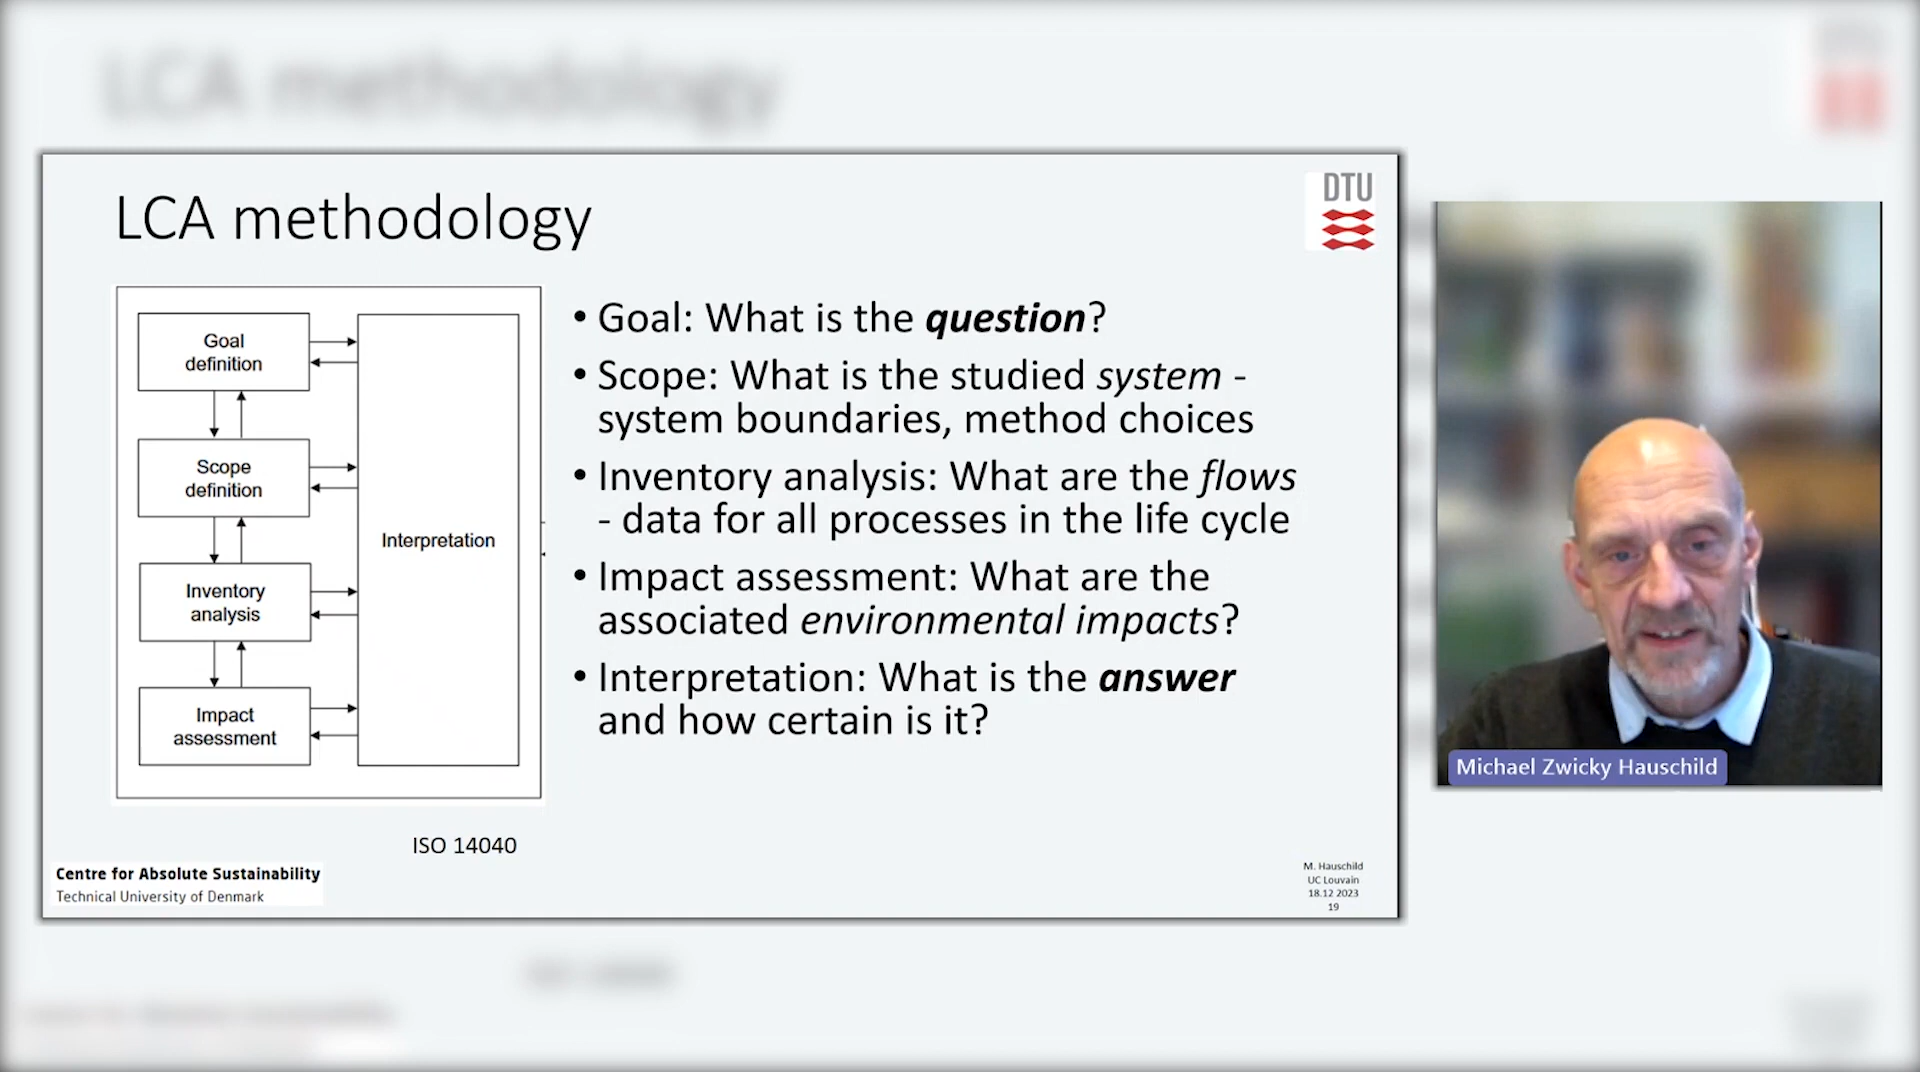 LCA methodology
LCA methodology
DTU
Goal
definition
Scope
definition
Inventory
analysis
Impact
assessment
Interpretation
ISO 14040
• Goal: What is the question?
• Scope: What is the studied system -
system boundaries, method choices
• Inventory analysis: What are the flows
- data for all processes in the life cycle
• Impact assessment: What are the
associated environmental impacts?
• Interpretation: What is the answer
and how certain is it?
Centre for Absolute Sustainability
Technical University of Denmark
M. Hauschild
UC Louvain
18.12 2023
19
Michael Zwicky Hauschild